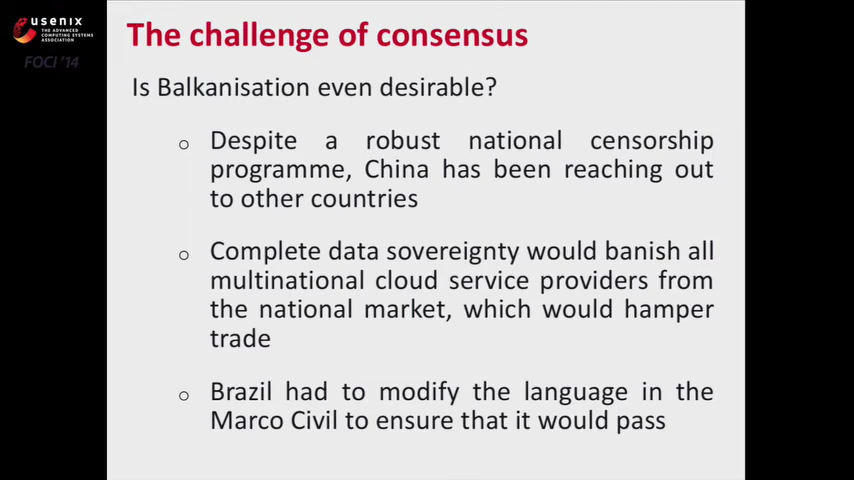 usenix
THE ADVANCED
COMPUTING SYSTEMS
ASSOCIATION
FOCI '14
The challenge of consensus
Is Balkanisation even desirable?
o Despite a robust national censorship
programme, China has been reaching out
to other countries
o Complete data sovereignty would banish all
multinational cloud service providers from
the national market, which would hamper
trade
o Brazil had to modify the language in the
Marco Civil to ensure that it would pass